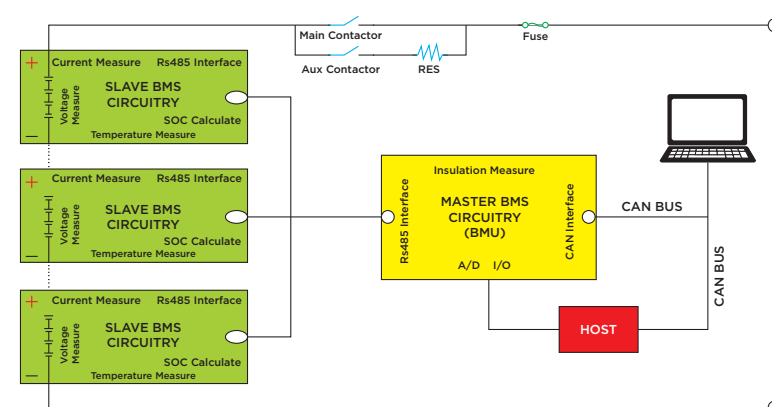 Main Contactor
Fuse
Aux Contactor
RES
+
Current Measure Rs485 Interface
SLAVE BMS
CIRCUITRY
Voltage
Measure
SOC Calculate
Temperature Measure
—
+
Current Measure Rs485 Interface
SLAVE BMS
CIRCUITRY
Voltage
Measure
SOC Calculate
Temperature Measure
—
+
Current Measure Rs485 Interface
SLAVE BMS
CIRCUITRY
Voltage
Measure
SOC Calculate
Temperature Measure
—
Insulation Measure
Rs485 Interface
MASTER BMS
CIRCUITRY
(BMU)
CAN Interface
A/D I/O
CAN BUS
CAN BUS
HOST